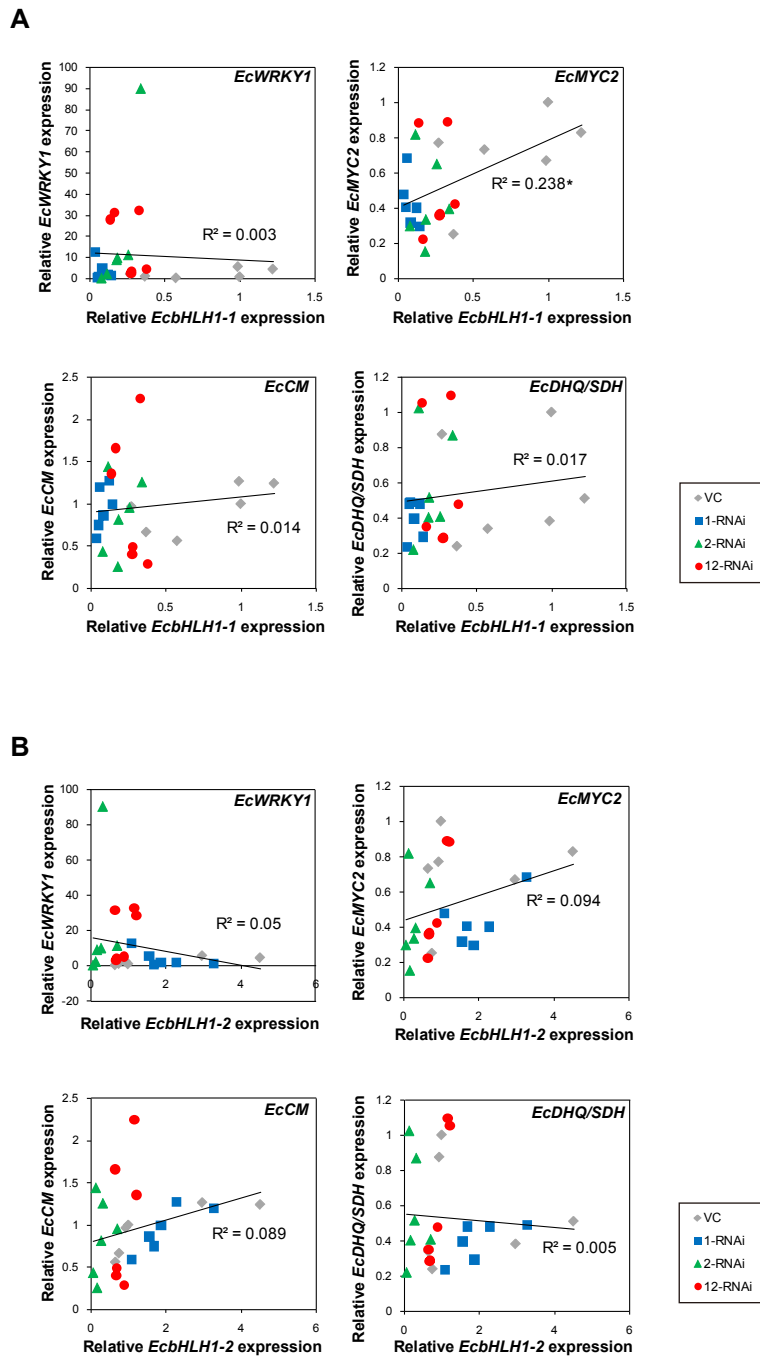 A
EcWRKY1
Relative EcWRKY1 expression
100
90
80
70
60
50
40
30
20
10
0
R² = 0.003
0
0.5
1
1.5
Relative EcbHLH1-1 expression
EcMYC2
Relative EcMYC2 expression
1.2
1
0.8
0.6
0.4
0.2
0
R² = 0.238*
0
0.5
1
1.5
Relative EcbHLH1-1 expression
EcCM
Relative EcCM expression
2.5
2
1.5
1
0.5
0
R² = 0.014
0
0.5
1
1.5
Relative EcbHLH1-1 expression
EcDHQ/SDH
Relative EcDHQ/SDH expression
1.2
1
0.8
0.6
0.4
0.2
0
R² = 0.017
0
0.5
1
1.5
Relative EcbHLH1-1 expression
VC
1-RNAi
2-RNAi
12-RNAi
B
EcWRKY1
Relative EcWRKY1 expression
100
80
60
40
20
0
-20
R² = 0.05
0
2
4
6
Relative EcbHLH1-2 expression
EcMYC2
Relative EcMYC2 expression
1.2
1
0.8
0.6
0.4
0.2
0
R² = 0.094
0
2
4
6
Relative EcbHLH1-2 expression
EcCM
Relative EcCM expression
2.5
2
1.5
1
0.5
0
R² = 0.089
0
2
4
6
Relative EcbHLH1-2 expression
EcDHQ/SDH
Relative EcDHQ/SDH expression
1.2
1
0.8
0.6
0.4
0.2
0
R² = 0.005
0
2
4
6
Relative EcbHLH1-2 expression
VC
1-RNAi
2-RNAi
12-RNAi